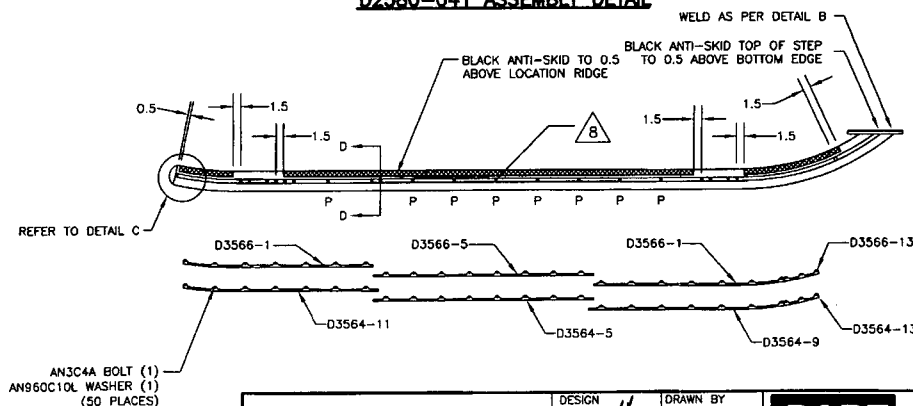 D2580-041 ASSEMBLY DETAIL
WELD AS PER DETAIL B
BLACK ANTI-SKID TO 0.5
ABOVE LOCATION RIDGE
BLACK ANTI-SKID TOP OF STEP
TO 0.5 ABOVE BOTTOM EDGE
0.5
1.5
1.5
1.5
1.5
1.5
8
D
D
P P P P P P P P
REFER TO DETAIL C
D3566-1
D3566-5
D3566-1
D3566-13
D3564-11
D3564-5
D3564-9
D3564-13
AN3C4A BOLT (1)
AN960C10L WASHER (1)
(50 PLACES)
DESIGN
DRAWN BY